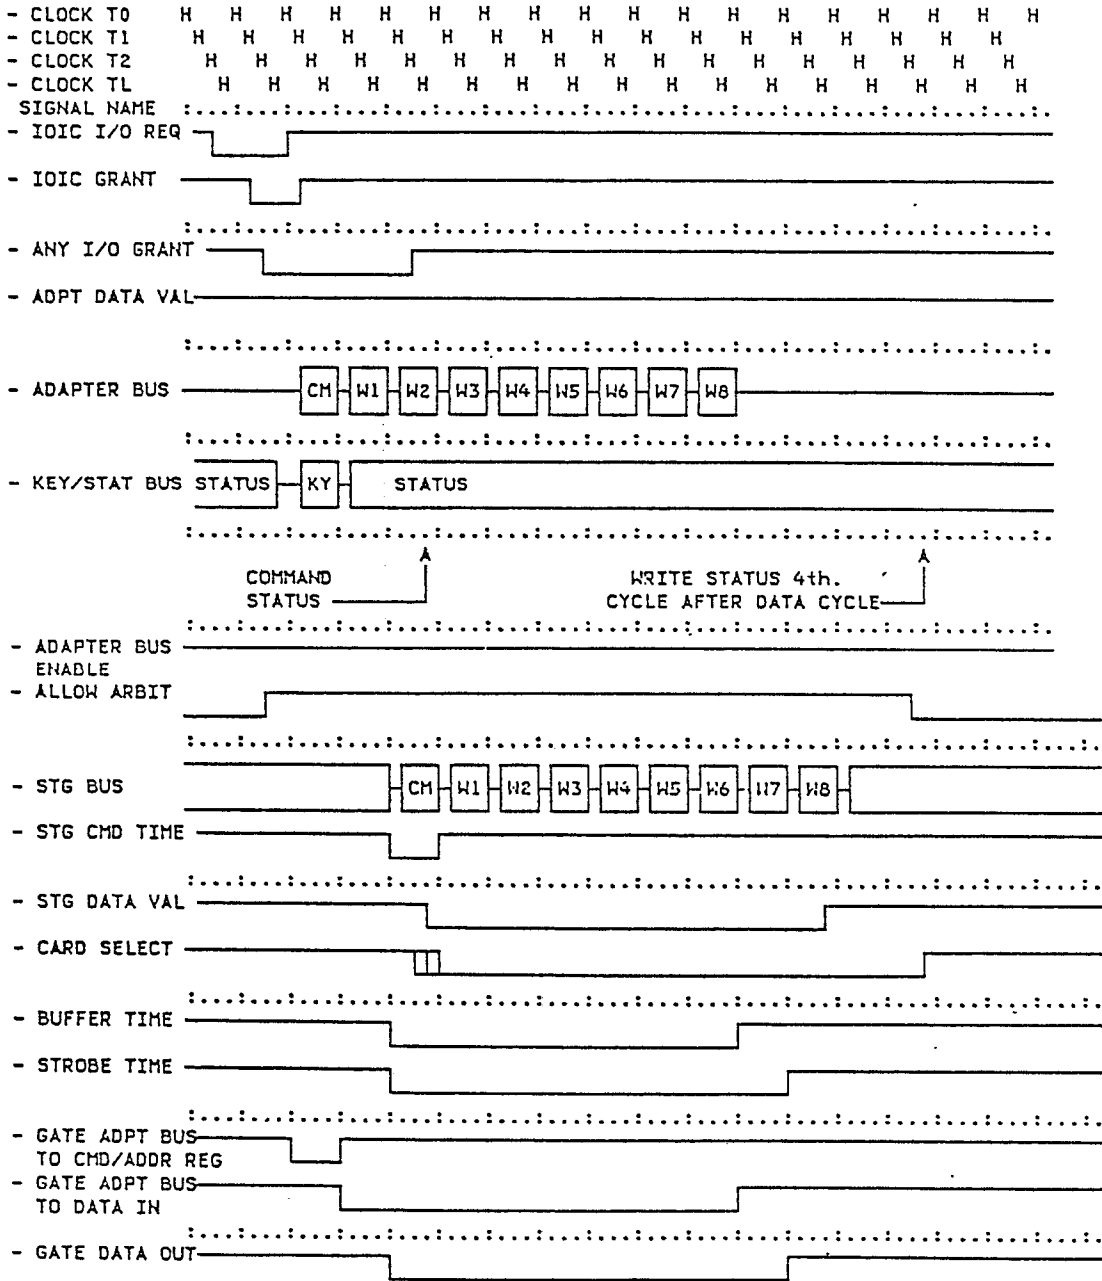 - CLOCK T0 H H H H H H H H H H H H H H H H H H
- CLOCK T1 H H H H H H H H H H H H H H H H H
- CLOCK T2 H H H H H H H H H H H H H H H H H
- CLOCK TL H H H H H H H H H H H H H H H H H
SIGNAL NAME
- IOIC I/O REQ
- IOIC GRANT
- ANY I/O GRANT
- ADPT DATA VAL
- ADAPTER BUS CM W1 W2 W3 W4 W5 W6 W7 W8
- KEY/STAT BUS STATUS KY STATUS
COMMAND WRITE STATUS 4th.
STATUS CYCLE AFTER DATA CYCLE
- ADAPTER BUS
ENABLE
- ALLOW ARBIT
- STG BUS CM W1 W2 W3 W4 W5 W6 W7 W8
- STG CMD TIME
- STG DATA VAL
- CARD SELECT
- BUFFER TIME
- STROBE TIME
- GATE ADPT BUS
TO CMD/ADDR REG
- GATE ADPT BUS
TO DATA IN
- GATE DATA OUT